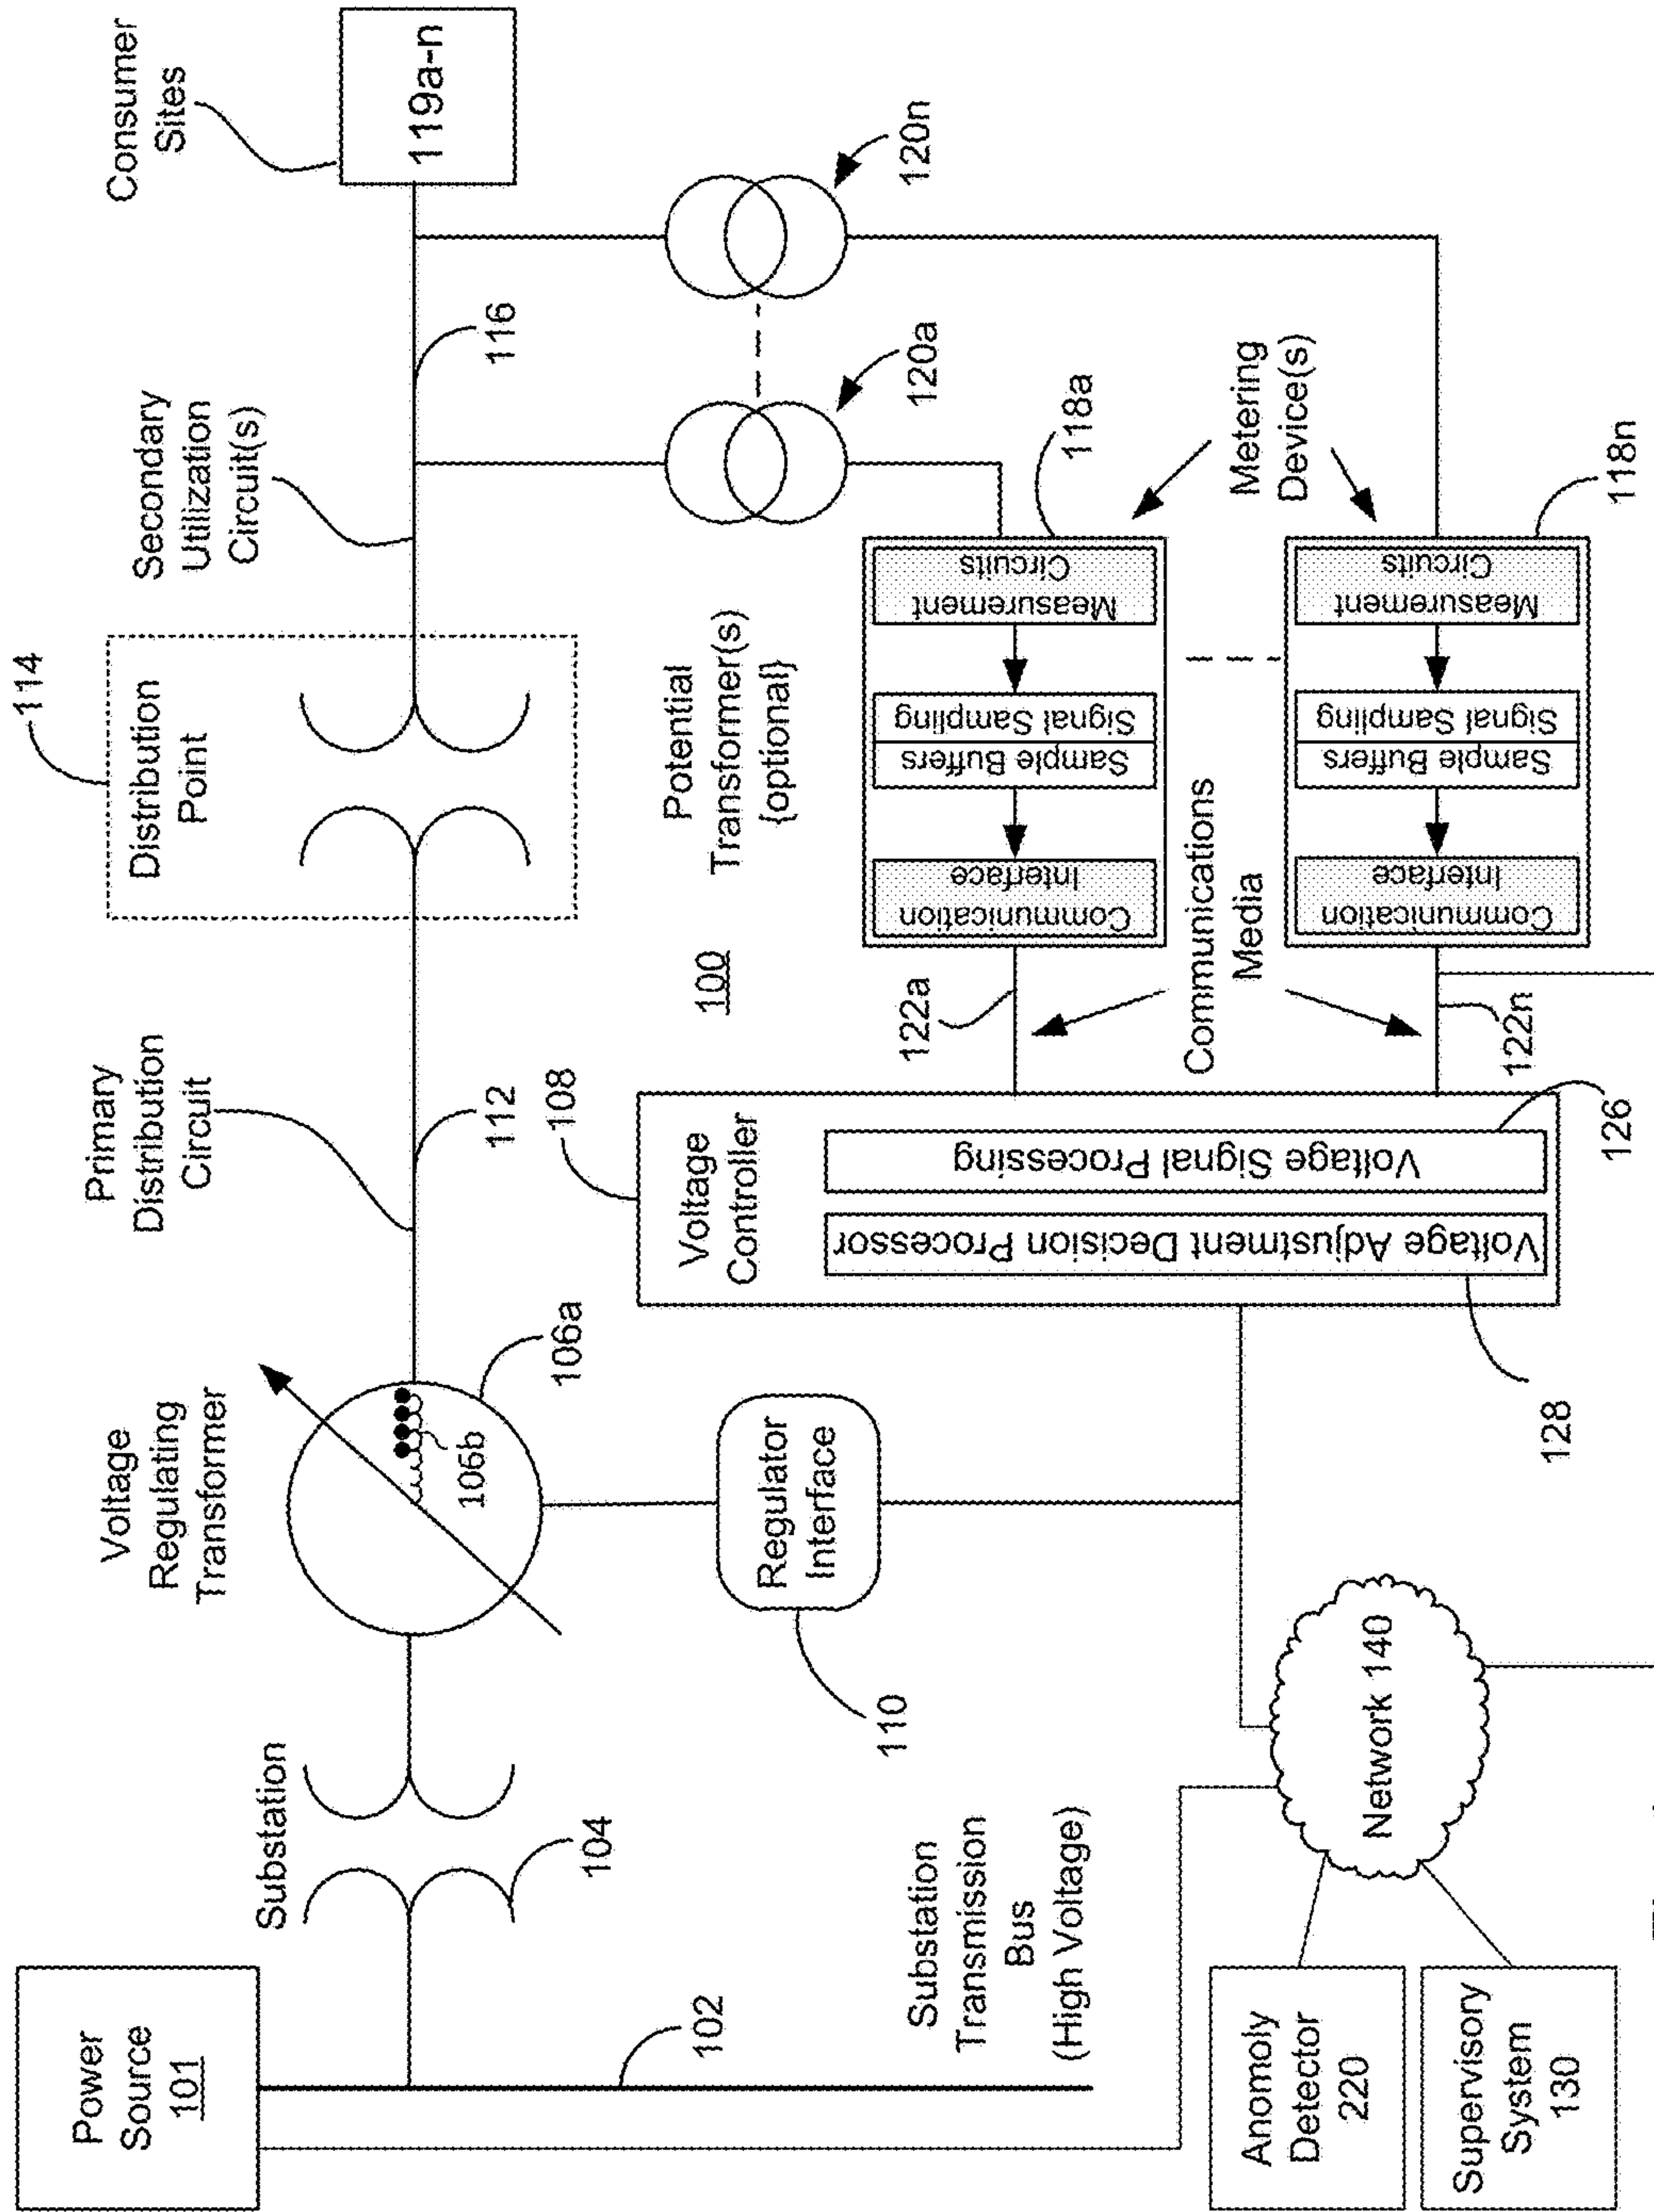 Power
Source
101
Substation
104
102
Substation
Transmission
Bus
(High Voltage)
Voltage
Regulating
Transformer
106a
106b
Regulator
Interface
110
Primary
Distribution
Circuit
112
114
Distribution
Point
Secondary
Utilization
Circuit(s)
116
Consumer
Sites
119a-n
120a
120n
Potential
Transformer(s)
{optional}
100
108
Voltage
Controller
Voltage Adjustment Decision Processor
Voltage Signal Processing
128
126
122a
Communications
Media
122n
Communication
Interface
Sample Buffers
Signal Sampling
Measurement
Circuits
118a
Metering
Device(s)
Communication
Interface
Sample Buffers
Signal Sampling
Measurement
Circuits
118n
Network 140
Anomoly
Detector
220
Supervisory
System
130